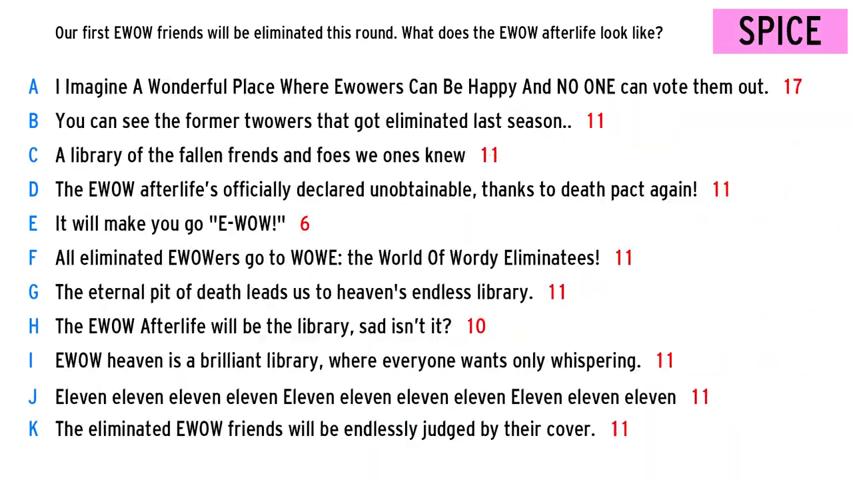 Our first EWOW friends will be eliminated this round. What does the EWOW afterlife look like?
SPICE
A I Imagine A Wonderful Place Where Ewowers Can Be Happy And NO ONE can vote them out. 17
B You can see the former twowers that got eliminated last season.. 11
C A library of the fallen frends and foes we ones knew 11
D The EWOW afterlife's officially declared unobtainable, thanks to death pact again! 11
E It will make you go "E-WOW!" 6
F All eliminated EWOWers go to WOWE: the World Of Wordy Eliminatees! 11
G The eternal pit of death leads us to heaven's endless library. 11
H The EWOW Afterlife will be the library, sad isn't it? 10
I EWOW heaven is a brilliant library, where everyone wants only whispering. 11
J Eleven eleven eleven eleven Eleven eleven eleven eleven Eleven eleven eleven 11
K The eliminated EWOW friends will be endlessly judged by their cover. 11